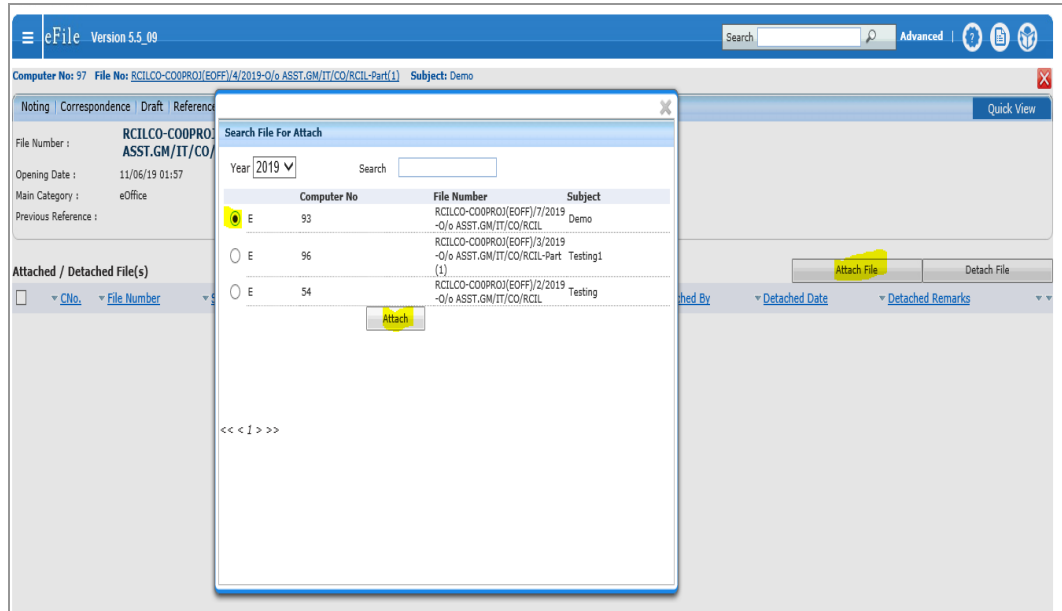 eFile Version 5.5_09 Search Advanced
Computer No: 97 File No: RCILCO-CO0PROJ(EOFF)/4/2019-O/o ASST.GM/IT/CO/RCIL-Part(1) Subject: Demo
Noting Correspondence Draft Reference Quick View
File Number : RCILCO-CO0PROJ
ASST.GM/IT/CO/
Opening Date : 11/06/19 01:57
Main Category : eOffice
Previous Reference :
Search File For Attach
Year 2019 Search
Computer No File Number Subject
E 93 RCILCO-CO0PROJ(EOFF)/7/2019 Demo
-O/o ASST.GM/IT/CO/RCIL
E 96 RCILCO-CO0PROJ(EOFF)/3/2019 Testing1
-O/o ASST.GM/IT/CO/RCIL-Part
(1)
E 54 RCILCO-CO0PROJ(EOFF)/2/2019 Testing
-O/o ASST.GM/IT/CO/RCIL
Attach
<< < 1 > >>
Attached / Detached File(s) Attach File Detach File
CNo. File Number Detached Date Detached Remarks